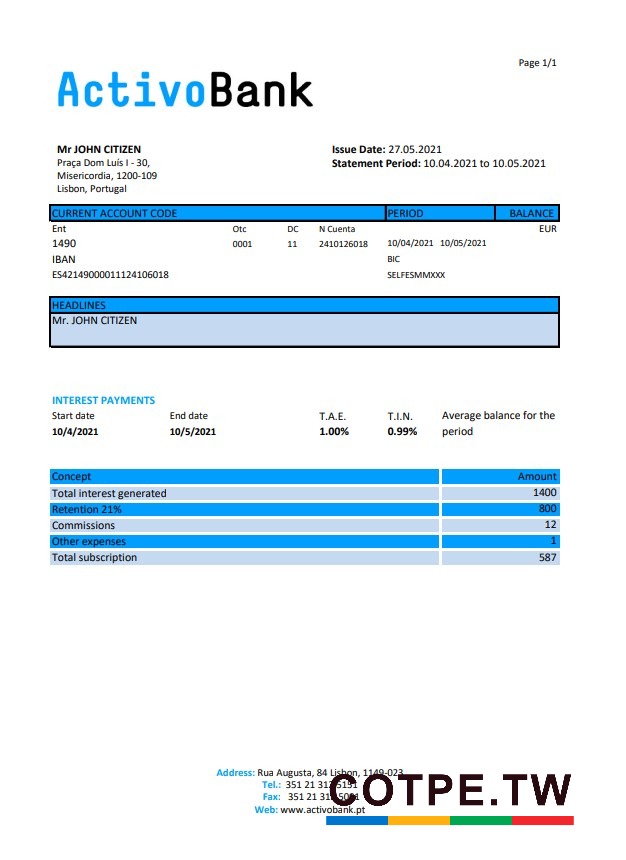 Page 1/1
ActivoBank
Mr JOHN CITIZEN
Praça Dom Luís I - 30,
Misericordia, 1200-109
Lisbon, Portugal
Issue Date: 27.05.2021
Statement Period: 10.04.2021 to 10.05.2021
CURRENT ACCOUNT CODE PERIOD BALANCE
Ent Otc DC N Cuenta EUR
1490 0001 11 2410126018 10/04/2021 10/05/2021
IBAN BIC
ES42149000011124106018 SELFESMMXXX
HEADLINES
Mr. JOHN CITIZEN
INTEREST PAYMENTS
Start date End date T.A.E. T.I.N. Average balance for the period
10/4/2021 10/5/2021 1.00% 0.99%
Concept Amount
Total interest generated 1400
Retention 21% 800
Commissions 12
Other expenses 1
Total subscription 587
Address: Rua Augusta, 84 Lisbon, 1149-023
Tel.: 351 21 31
Fax: 351 21 31
Web: www.activobank.pt
COTPE.TW